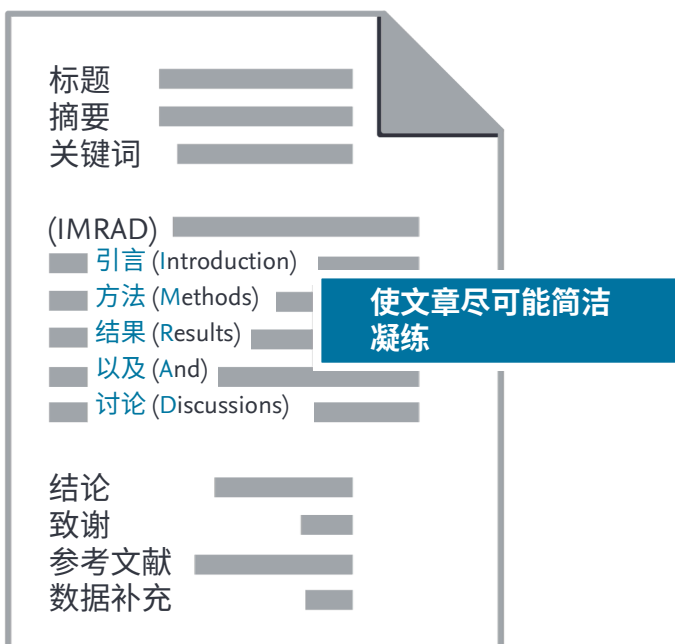 标题
摘要
关键词
(IMRAD)
引言 (Introduction)
方法 (Methods)
结果 (Results)
以及 (And)
讨论 (Discussions)
使文章尽可能简洁
凝练
结论
致谢
参考文献
数据补充